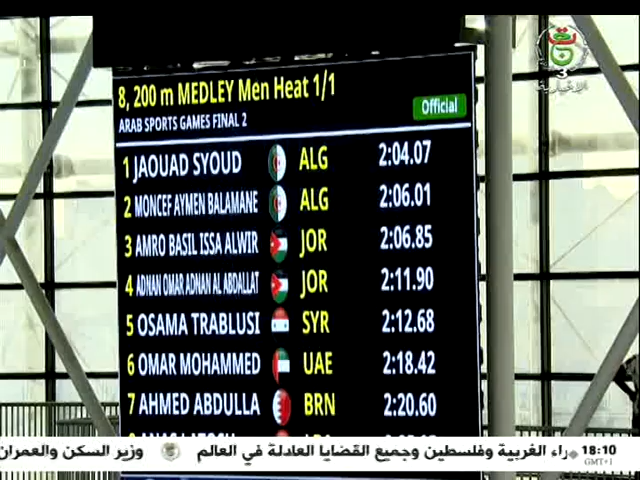 8, 200 m MEDLEY Men Heat 1/1
ARAB SPORTS GAMES FINAL 2
Official
1 JAOUAD SYOUD ALG 2:04.07
2 MONCEF AYMEN BALAMANE ALG 2:06.01
3 AMRO BASIL ISSA ALWIR JOR 2:06.85
4 ADNAN OMAR ADNAN AL ABDALLAT JOR 2:11.90
5 OSAMA TRABLUSI SYR 2:12.68
6 OMAR MOHAMMED UAE 2:18.42
7 AHMED ABDULLA BRN 2:20.60
3
الإخبارية
راء الغربية وفلسطين وجميع القضايا العادلة في العالم
وزير السكن والعمران
18:10
GMT+1